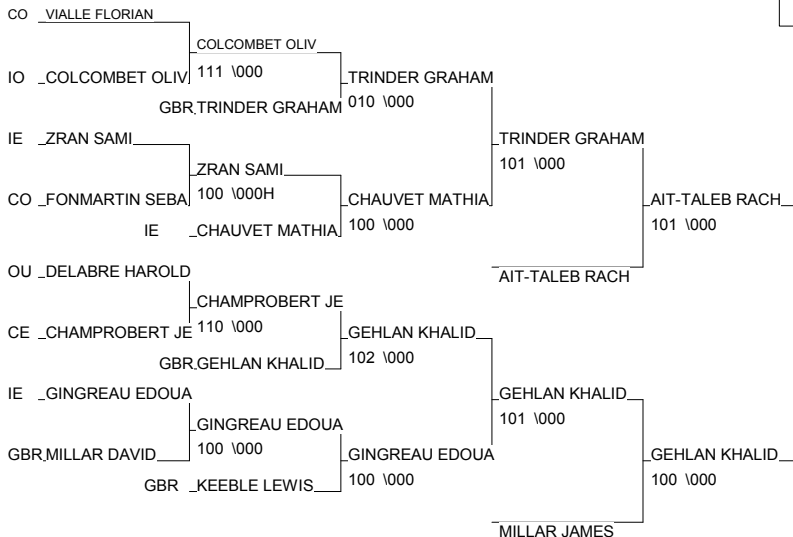 CO VIALLE FLORIAN
COLCOMBET OLIV
111 \000
IO COLCOMBET OLIV
TRINDER GRAHAM
010 \000
GBR TRINDER GRAHAM
IE ZRAN SAMI
TRINDER GRAHAM
101 \000
ZRAN SAMI
100 \000H
CO FONMARTIN SEBA
CHAUVET MATHIA
100 \000
AIT-TALEB RACH
101 \000
IE CHAUVET MATHIA
OU DELABRE HAROLD
AIT-TALEB RACH
CHAMPROBERT JE
110 \000
CE CHAMPROBERT JE
GEHLAN KHALID
102 \000
GBR GEHLAN KHALID
IE GINGREAU EDOUA
GEHLAN KHALID
101 \000
GINGREAU EDOUA
100 \000
GBR MILLAR DAVID
GINGREAU EDOUA
100 \000
GEHLAN KHALID
100 \000
GBR KEEBLE LEWIS
MILLAR JAMES